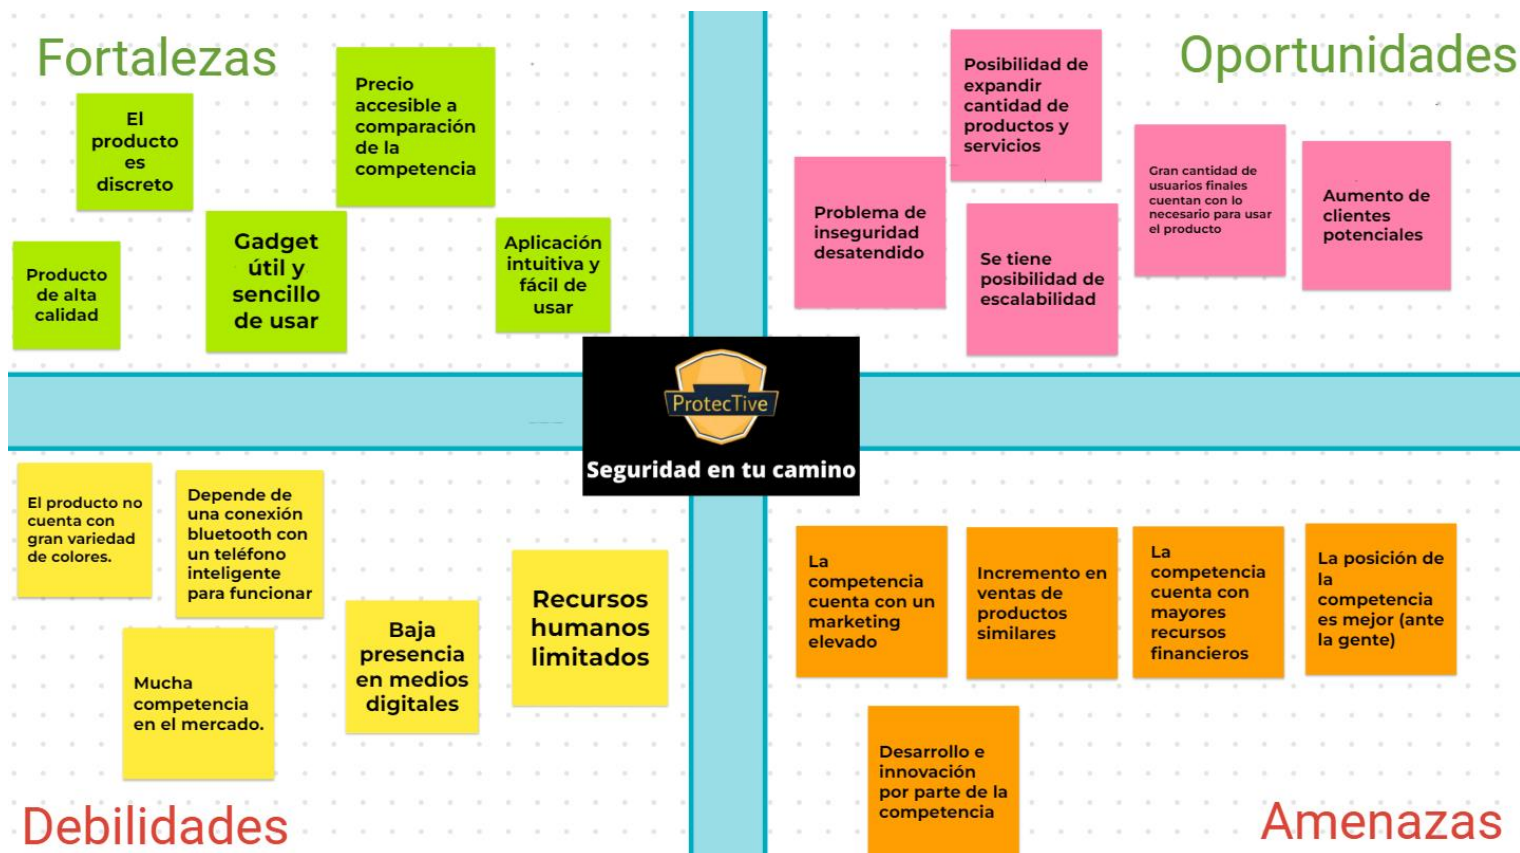 Fortalezas
El
producto
es
discreto
Precio
accesible a
comparación
de la
competencia
Producto
de alta
calidad
Gadget
útil y
sencillo
de usar
Aplicación
intuitiva y
fácil de
usar
Oportunidades
Problema de
inseguridad
desatendido
Posibilidad de
expandir
cantidad de
productos y
servicios
Se tiene
posibilidad de
escalabilidad
Gran cantidad de
usuarios finales
cuentan con lo
necesario para usar
el producto
Aumento de
clientes
potenciales
ProtecTive
Seguridad en tu camino
El producto no
cuenta con
gran variedad
de colores.
Depende de
una conexión
bluetooth con
un teléfono
inteligente
para funcionar
Mucha
competencia
en el mercado.
Baja
presencia
en medios
digitales
Recursos
humanos
limitados
Debilidades
La
competencia
cuenta con un
marketing
elevado
Incremento en
ventas de
productos
similares
La
competencia
cuenta con
mayores
recursos
financieros
La posición de
la
competencia
es mejor (ante
la gente)
Desarrollo e
innovación
por parte de la
competencia
Amenazas